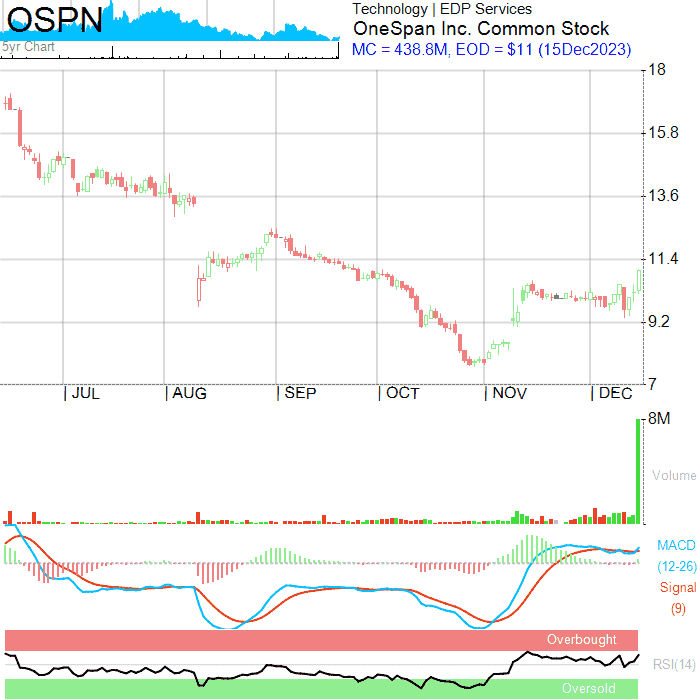 OSPN
5yr Chart
Technology | EDP Services
OneSpan Inc. Common Stock
MC = 438.8M, EOD = $11 (15Dec2023)
18
15.8
13.6
11.4
9.2
7
| JUL | AUG | SEP | OCT | NOV | DEC
8M
Volume
MACD
(12-26)
Signal
(9)
Overbought
RSI(14)
Oversold